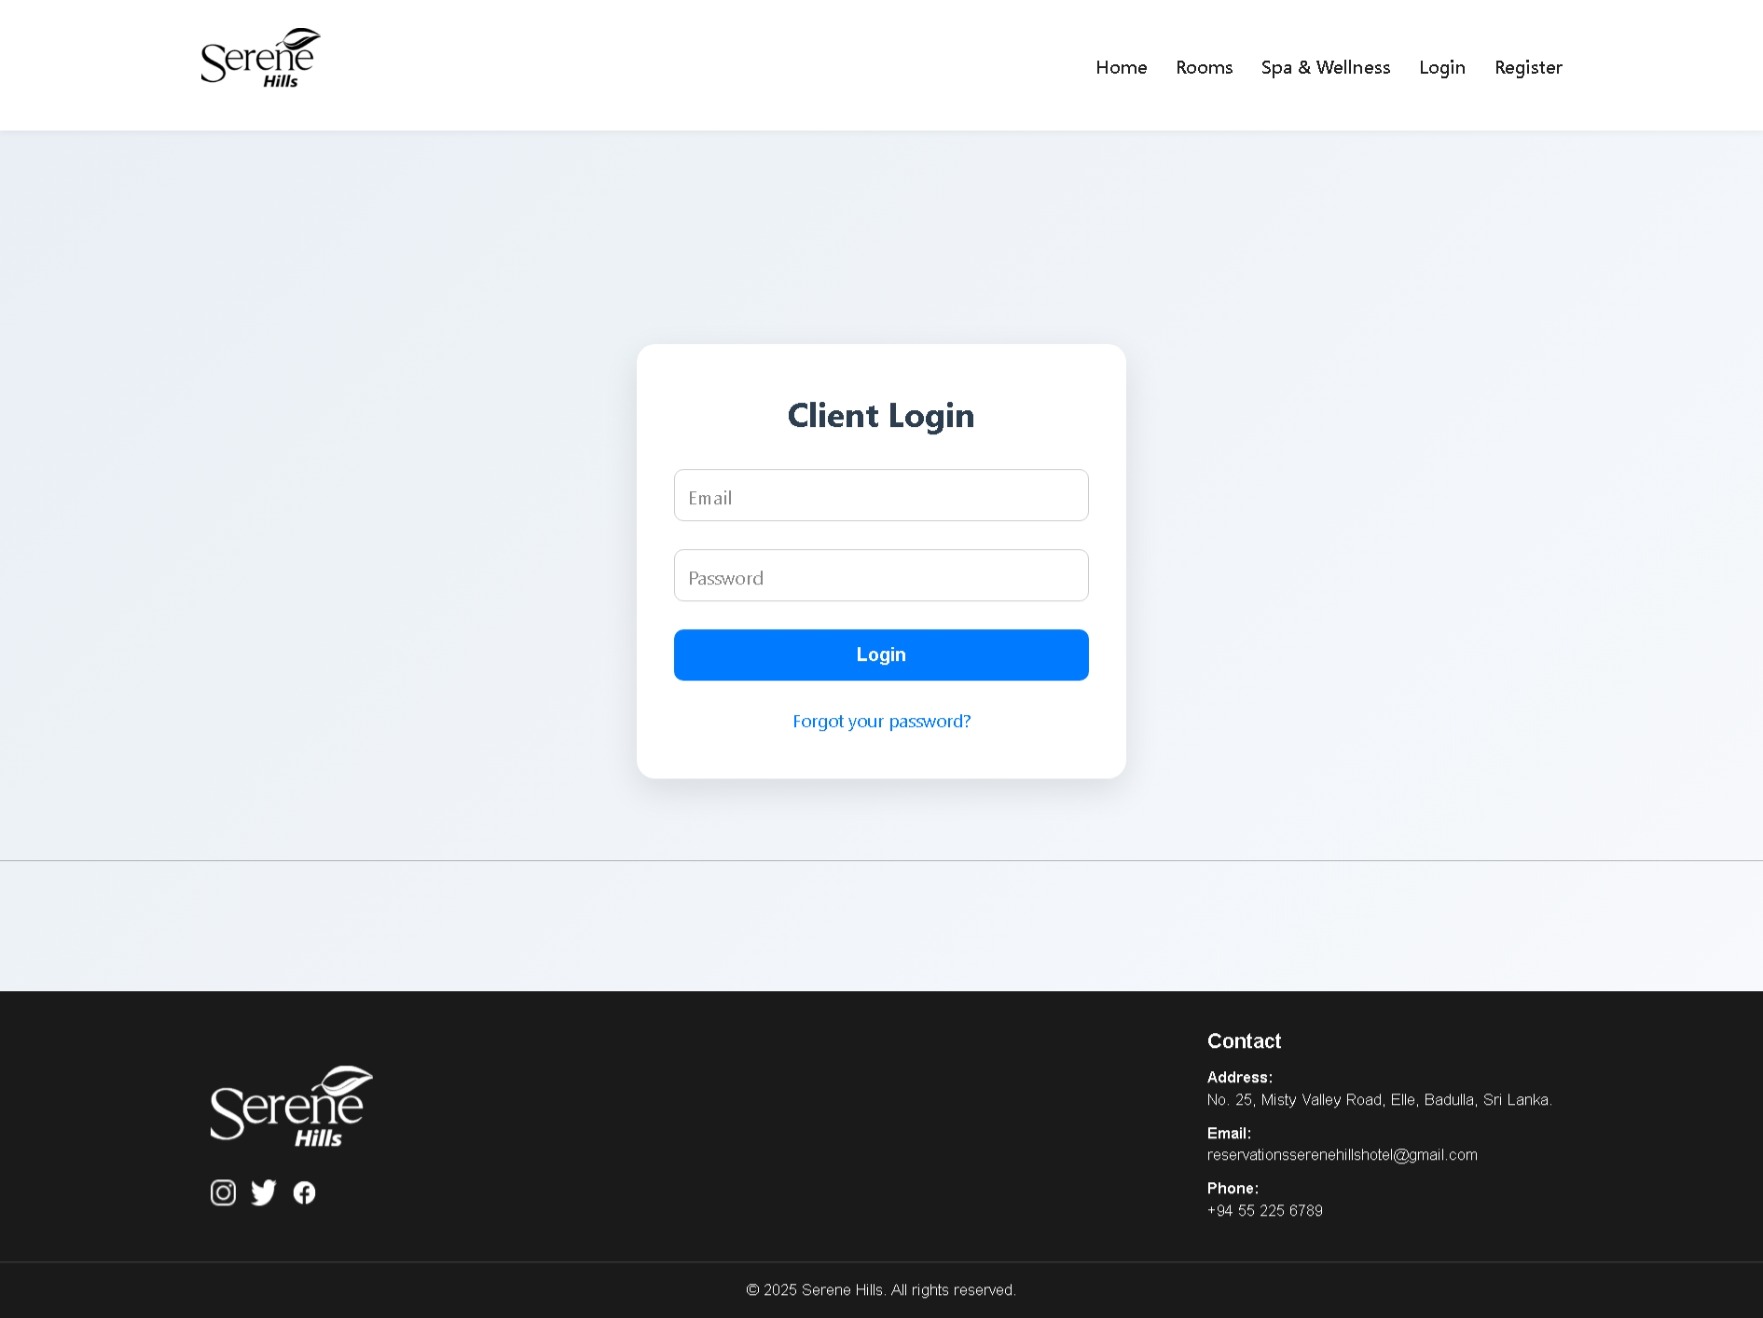 Serene
Hills
Home Rooms Spa & Wellness Login Register
Client Login
Email
Password
Login
Forgot your password?
Serene
Hills
Contact
Address:
No. 25, Misty Valley Road, Elle, Badulla, Sri Lanka.
Email:
reservationsserenehillshotel@gmail.com
Phone:
+94 55 225 6789
© 2025 Serene Hills. All rights reserved.